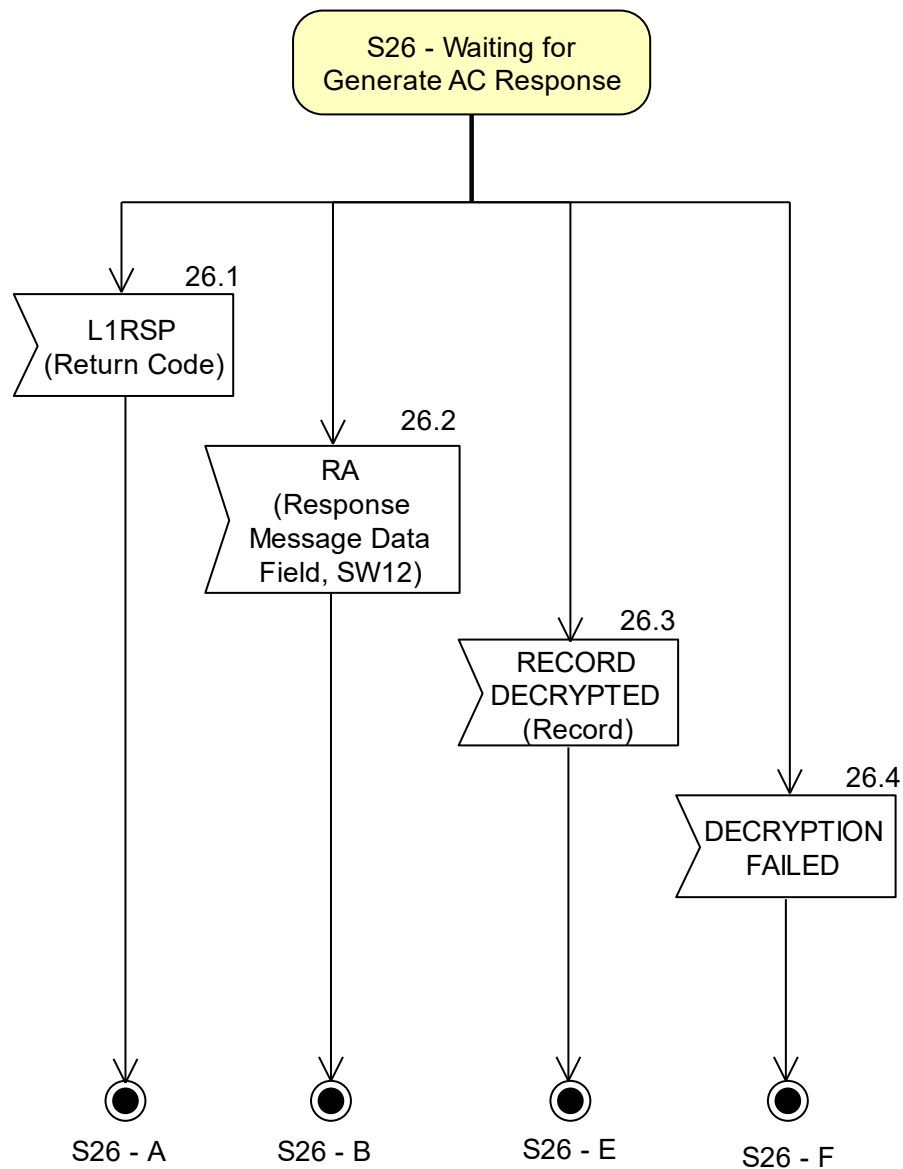 S26 - Waiting for
Generate AC Response
26.1
L1RSP
(Return Code)
26.2
RA
(Response
Message Data
Field, SW12)
26.3
RECORD
DECRYPTED
(Record)
26.4
DECRYPTION
FAILED
S26 - A
S26 - B
S26 - E
S26 - F